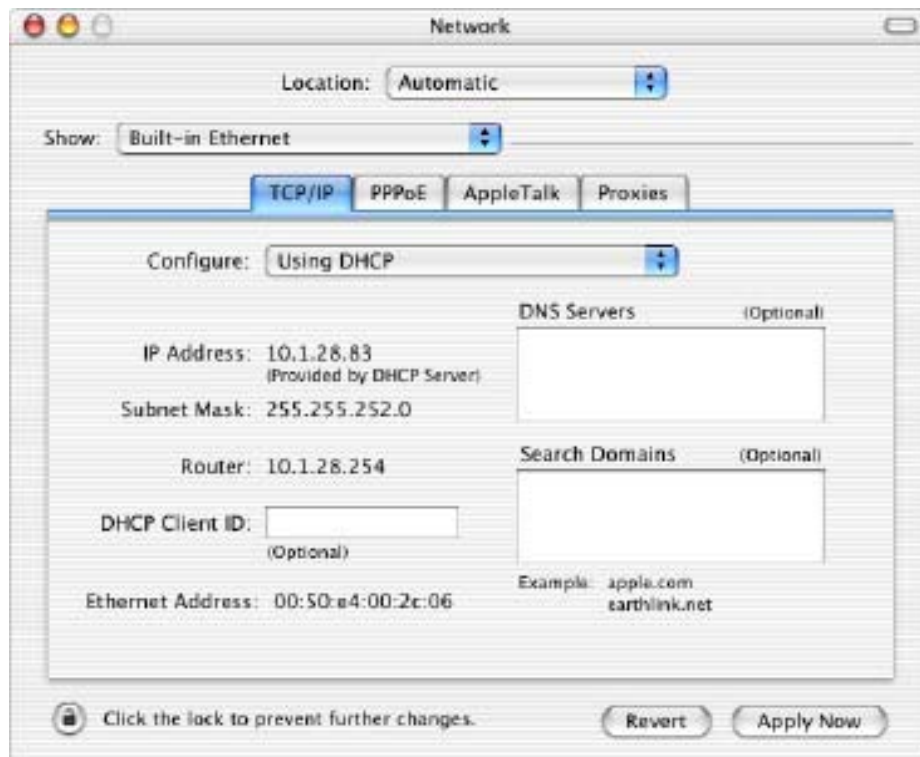 Network
Location: Automatic
Show: Built-in Ethernet
TCP/IP PPPoE AppleTalk Proxies
Configure: Using DHCP
DNS Servers (Optional)
IP Address: 10.1.28.83
(Provided by DHCP Server)
Subnet Mask: 255.255.252.0
Search Domains (Optional)
Router: 10.1.28.254
DHCP Client ID:
(Optional)
Example: apple.com
earthlink.net
Ethernet Address: 00:50:e4:00:2c:06
Click the lock to prevent further changes.
Revert Apply Now